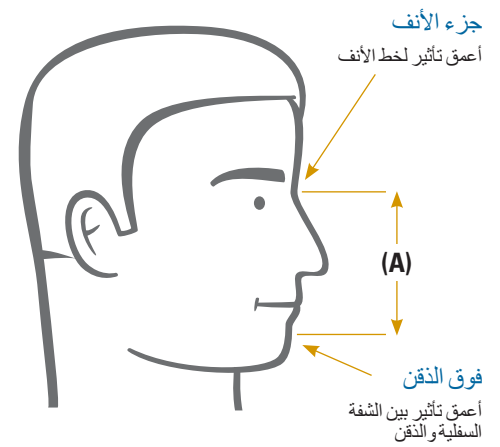 جزء الأنف
أعمق تأثير لخط الأنف
(A)
فوق الذقن
أعمق تأثير بين الشفة
السفلية والذقن